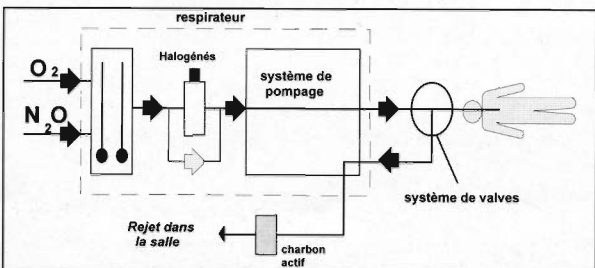 respirateur
O2
N2O
Halogénés
système de
pompage
système de valves
Rejet dans
la salle
charbon
actif